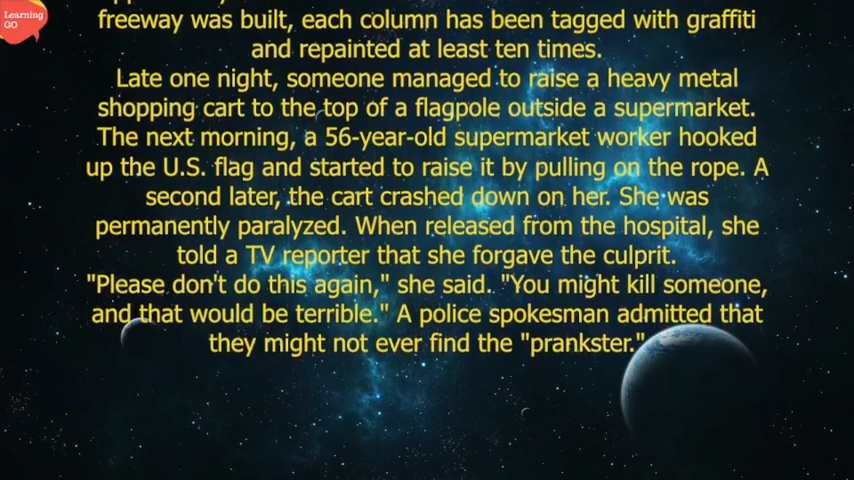 Learning
GO
freeway was built, each column has been tagged with graffiti
and repainted at least ten times.
Late one night, someone managed to raise a heavy metal
shopping cart to the top of a flagpole outside a supermarket.
The next morning, a 56-year-old supermarket worker hooked
up the U.S. flag and started to raise it by pulling on the rope. A
second later, the cart crashed down on her. She was
permanently paralyzed. When released from the hospital, she
told a TV reporter that she forgave the culprit.
"Please don't do this again," she said. "You might kill someone,
and that would be terrible." A police spokesman admitted that
they might not ever find the "prankster."